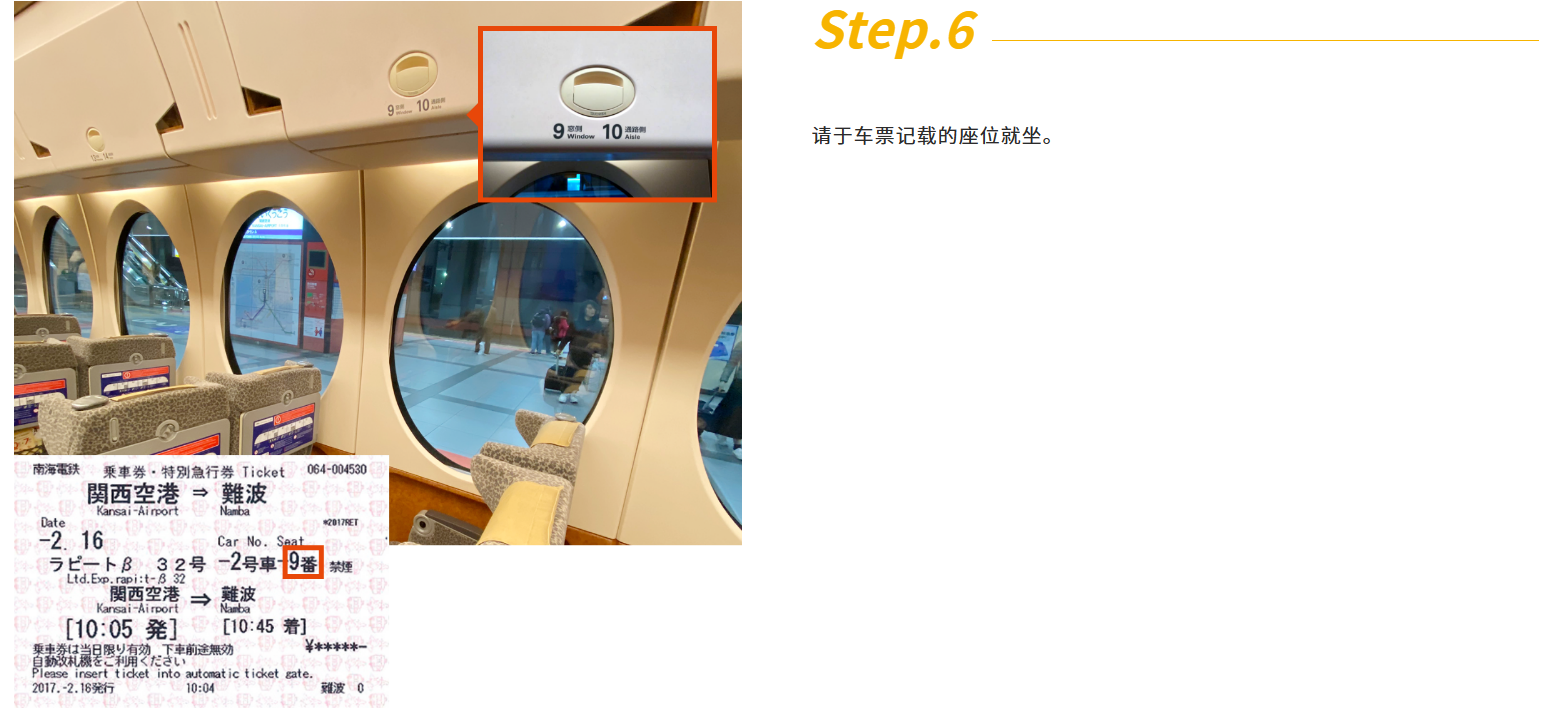 Step.6
请于车票记载的座位就坐。
9 窓側 Window 10 通路側 Aisle
9 窓側 Window 10 通路側 Aisle
南海電鉄 乗車券・特別急行券 Ticket 064-004530
関西空港 ⇒ 難波
Kansai-Airport Namba
Date *2017RET
-2. 16 Car No. Seat
ラピートβ 32号 -2号車-9番 禁煙
Ltd.Exp.rapi:t-β 32
関西空港 ⇒ 難波
Kansai-Airport Namba
[10:05 発] [10:45 着]
乗車券は当日限り有効 下車前途無効 ¥*****-
自動改札機をご利用ください
Please insert ticket into automatic ticket gate.
2017.-2.16発行 10:04 難波 0